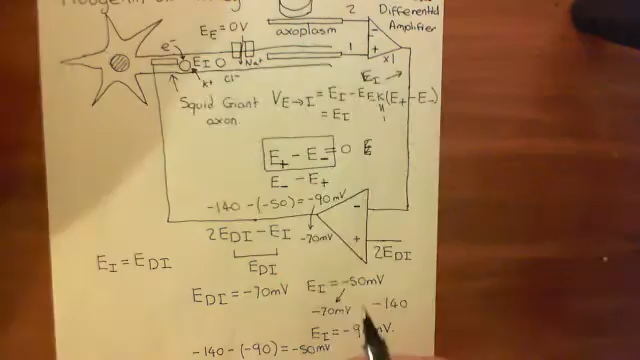 2
Differential
Amplifier
E_E = 0V
axoplasm
1
−
+
x1
e⁻
E_I
Na⁺
K⁺
Cl⁻
E_I
Squid Giant
axon.
V_E→I = E_I − E_E
K(E₊ − E₋)
= E_I
11
1
E₊ − E₋ = 0
E₋ − E₊
−140 −(−50) = −90mV
−
2E_DI − E_I
−70mV
+
2E_DI
E_DI
E_I = E_DI
E_DI = −70mV
E_I = −50mV
−70mV
−140
−140 −(−90) = −50mV